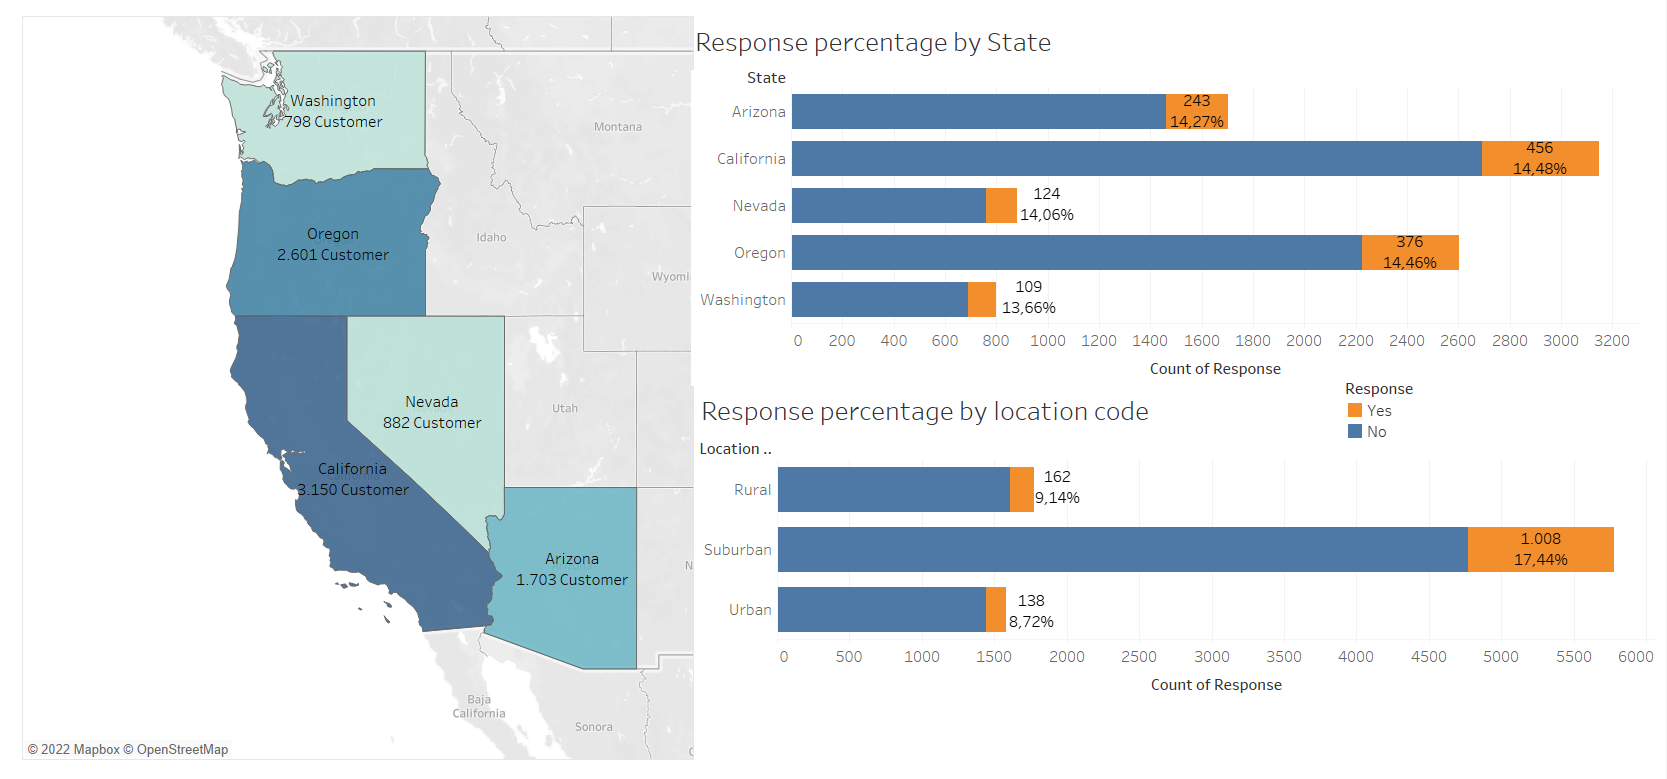 Washington
798 Customer
Montana
Oregon
2.601 Customer
Idaho
Wyomi
Nevada
882 Customer
Utah
California
3.150 Customer
Arizona
1.703 Customer
N
Baja
California
Sonora
© 2022 Mapbox © OpenStreetMap
Response percentage by State
State
Arizona
243
14,27%
California
456
14,48%
Nevada
124
14,06%
Oregon
376
14,46%
Washington
109
13,66%
0 200 400 600 800 1000 1200 1400 1600 1800 2000 2200 2400 2600 2800 3000 3200
Count of Response
Response
Yes
No
Response percentage by location code
Location ..
Rural
162
9,14%
Suburban
1.008
17,44%
Urban
138
8,72%
0 500 1000 1500 2000 2500 3000 3500 4000 4500 5000 5500 6000
Count of Response